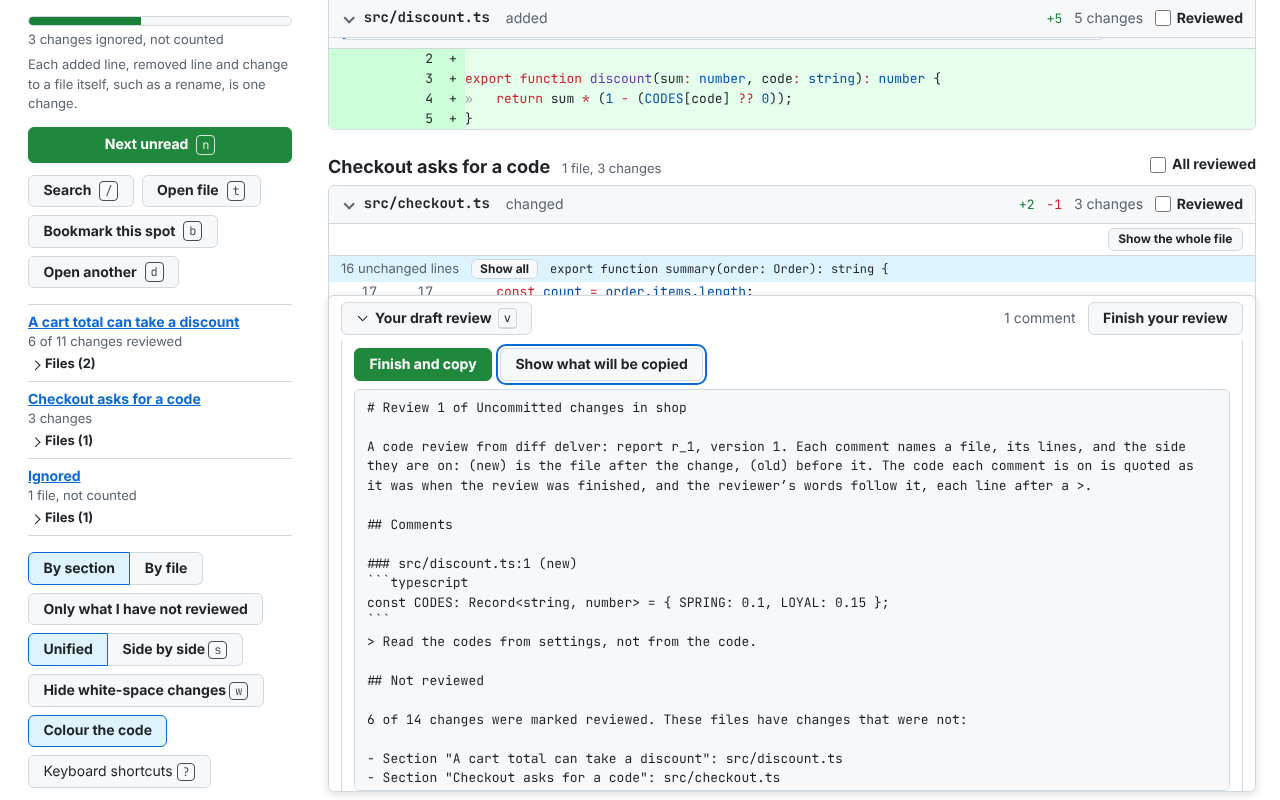 3 changes ignored, not counted
Each added line, removed line and change
to a file itself, such as a rename, is one
change.
Next unread n
Search / Open file t
Bookmark this spot b
Open another d
A cart total can take a discount
6 of 11 changes reviewed
Files (2)
Checkout asks for a code
3 changes
Files (1)
Ignored
1 file, not counted
Files (1)
By section By file
Only what I have not reviewed
Unified Side by side s
Hide white-space changes w
Colour the code
Keyboard shortcuts ?
src/discount.ts added +5 5 changes Reviewed
2 +
3 + export function discount(sum: number, code: string): number {
4 + » return sum * (1 - (CODES[code] ?? 0));
5 + }
Checkout asks for a code 1 file, 3 changes All reviewed
src/checkout.ts changed +2 -1 3 changes Reviewed
Show the whole file
16 unchanged lines Show all export function summary(order: Order): string {
17 17 const count = order.items.length;
Your draft review v 1 comment Finish your review
Finish and copy Show what will be copied
# Review 1 of Uncommitted changes in shop
A code review from diff delver: report r_1, version 1. Each comment names a file, its lines, and the side
they are on: (new) is the file after the change, (old) before it. The code each comment is on is quoted as
it was when the review was finished, and the reviewer’s words follow it, each line after a >.
## Comments
### src/discount.ts:1 (new)
```typescript
const CODES: Record<string, number> = { SPRING: 0.1, LOYAL: 0.15 };
```
> Read the codes from settings, not from the code.
## Not reviewed
6 of 14 changes were marked reviewed. These files have changes that were not:
- Section "A cart total can take a discount": src/discount.ts
- Section "Checkout asks for a code": src/checkout.ts